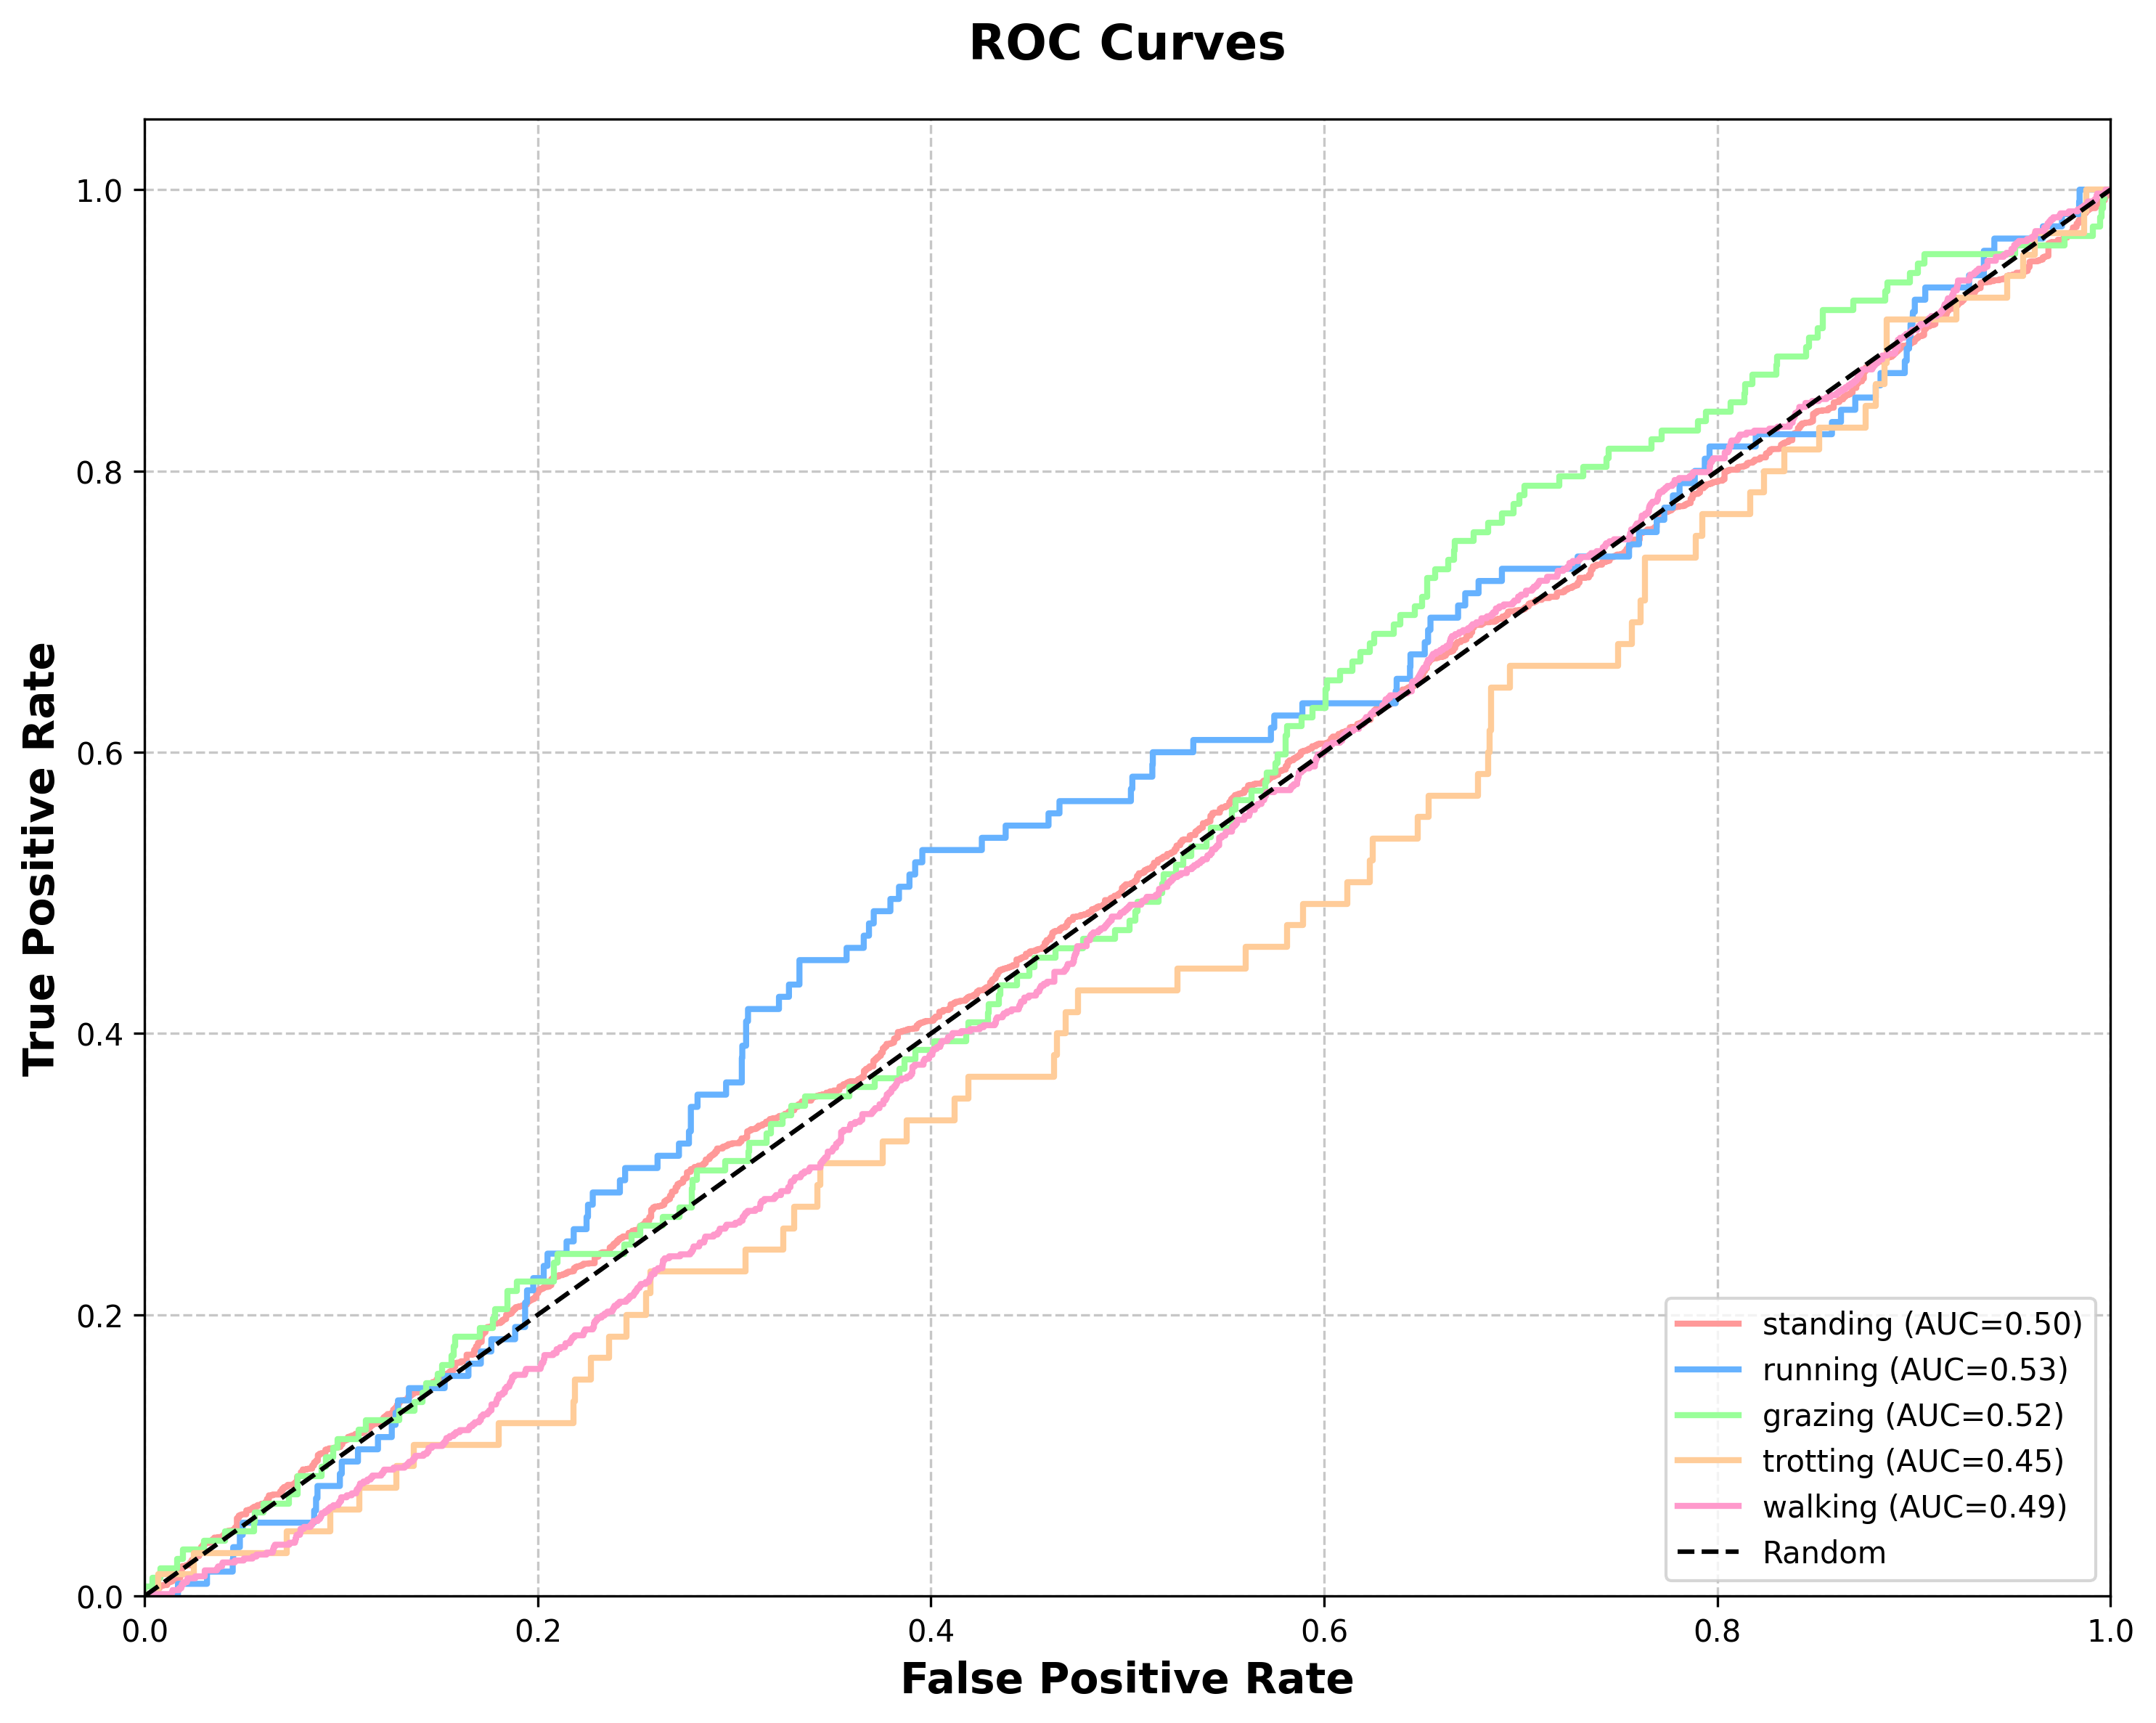 ROC Curves
True Positive Rate
1.0
0.8
0.6
0.4
0.2
0.0
0.0 0.2 0.4 0.6 0.8 1.0
False Positive Rate
standing (AUC=0.50)
running (AUC=0.53)
grazing (AUC=0.52)
trotting (AUC=0.45)
walking (AUC=0.49)
Random